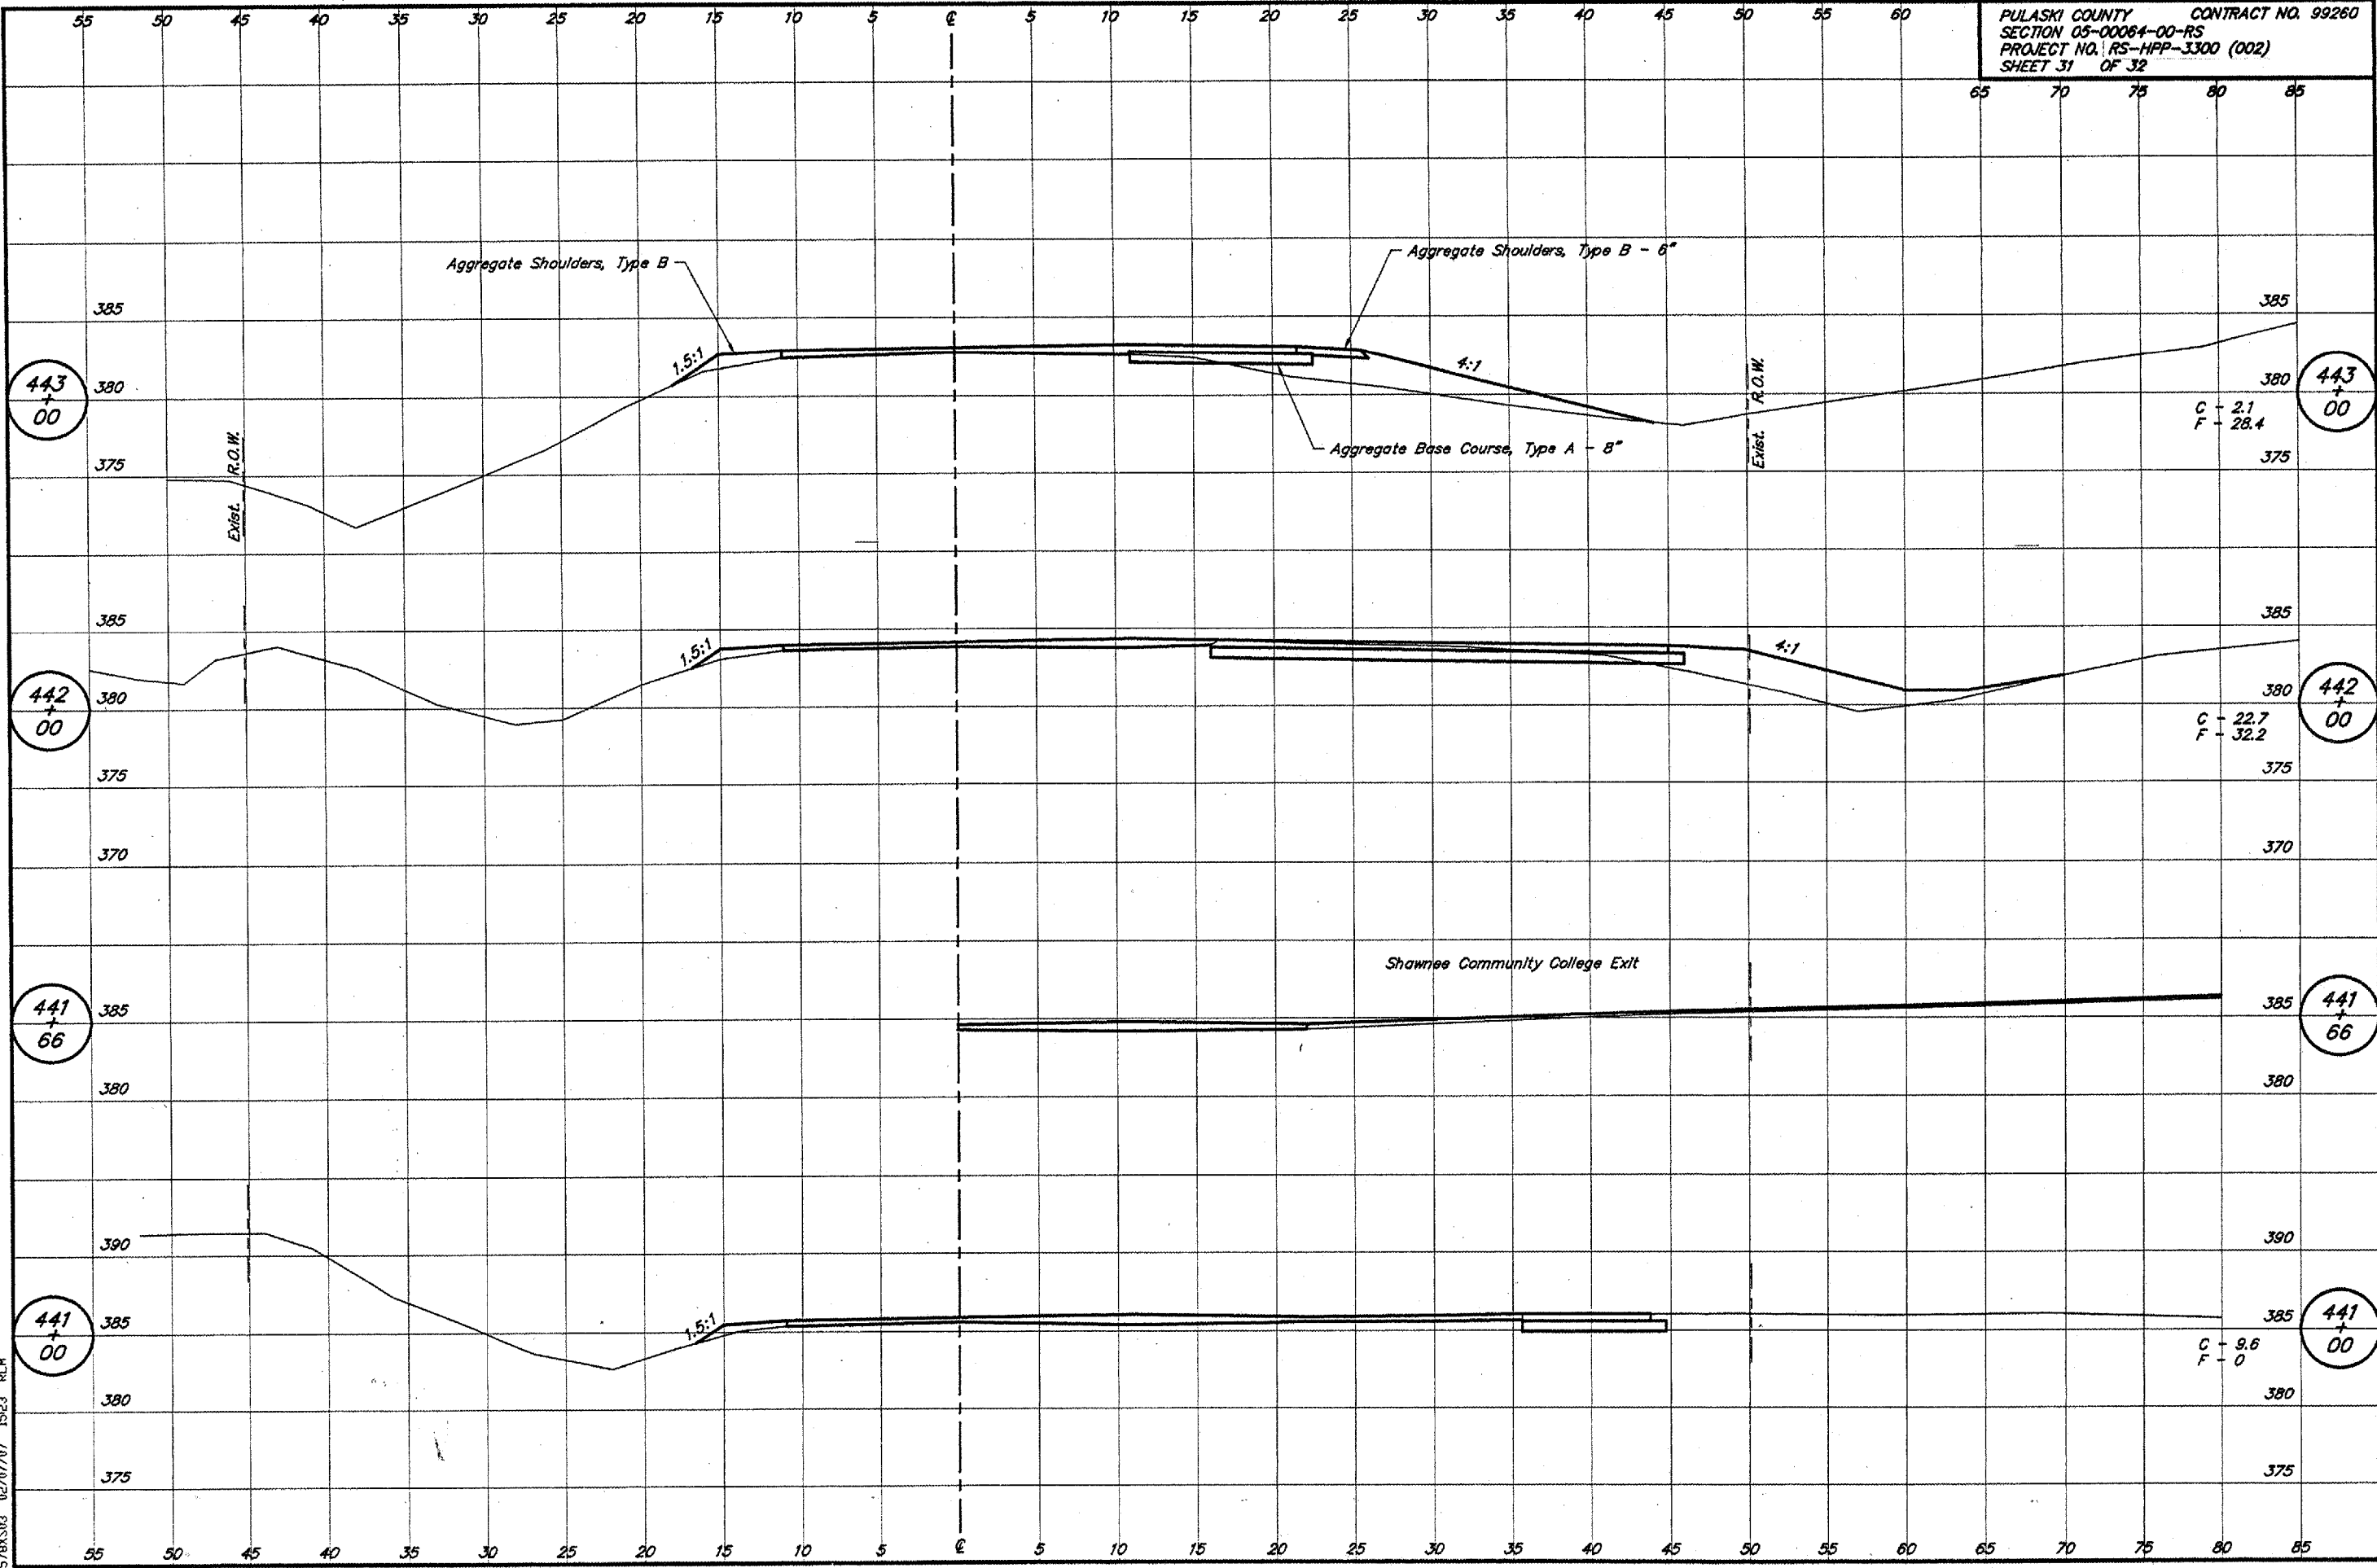 55 50 45 40 35 30 25 20 15 10 5 ℄ 5 10 15 20 25 30 35 40 45 50 55 60
PULASKI COUNTY CONTRACT NO. 99260
SECTION 05-00064-00-RS
PROJECT NO. RS-HPP-3300 (002)
SHEET 31 OF 32
65 70 75 80 85
Aggregate Shoulders, Type B
Aggregate Shoulders, Type B - 6"
385 385
1.5:1 4:1
443 + 00 380 380 443 + 00
C - 2.1
F - 28.4
Exist. R.O.W.
Exist. R.O.W.
Aggregate Base Course, Type A - 8"
375 375
385 385
1.5:1 4:1
442 + 00 380 380 442 + 00
C - 22.7
F - 32.2
375 375
370 370
Shawnee Community College Exit
441 + 66 385 385 441 + 66
380 380
390 390
1.5:1
441 + 00 385 385 441 + 00
C - 9.6
F - 0
380 380
375 375
55 50 45 40 35 30 25 20 15 10 5 ℄ 5 10 15 20 25 30 35 40 45 50 55 60 65 70 75 80 85
02/07/07 RLM